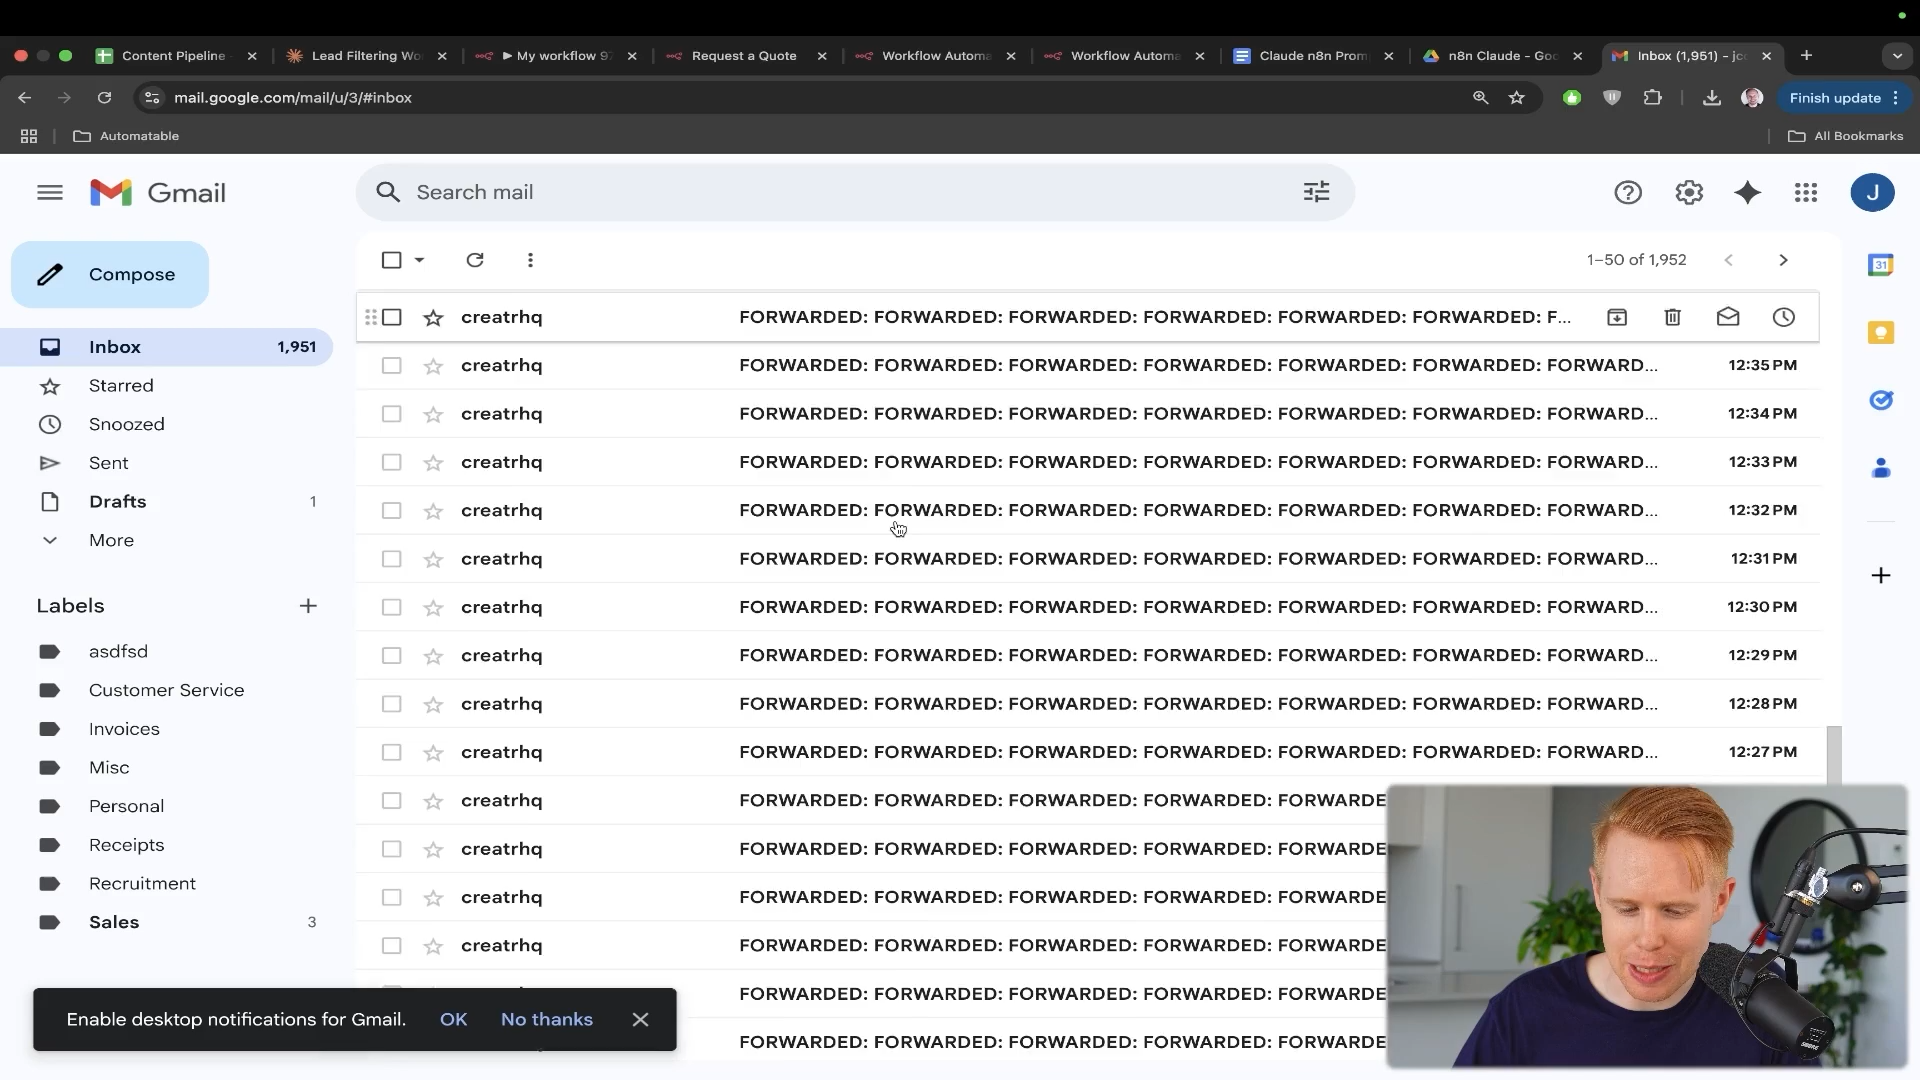 Content Pipeline
Lead Filtering Wo
▶ My workflow 9
Request a Quote
Workflow Automa
Workflow Automa
Claude n8n Prom
n8n Claude - Goo
Inbox (1,951) - jc
mail.google.com/mail/u/3/#inbox
Finish update
Automatable
All Bookmarks
Gmail
Search mail
J
Compose
1–50 of 1,952
31
Inbox 1,951
Starred
Snoozed
Sent
Drafts 1
More
Labels
asdfsd
Customer Service
Invoices
Misc
Personal
Receipts
Recruitment
Sales 3
creatrhq FORWARDED: FORWARDED: FORWARDED: FORWARDED: FORWARDED: FORWARDED: F...
creatrhq FORWARDED: FORWARDED: FORWARDED: FORWARDED: FORWARDED: FORWARDED: FORWARD... 12:35 PM
creatrhq FORWARDED: FORWARDED: FORWARDED: FORWARDED: FORWARDED: FORWARDED: FORWARD... 12:34 PM
creatrhq FORWARDED: FORWARDED: FORWARDED: FORWARDED: FORWARDED: FORWARDED: FORWARD... 12:33 PM
creatrhq FORWARDED: FORWARDED: FORWARDED: FORWARDED: FORWARDED: FORWARDED: FORWARD... 12:32 PM
creatrhq FORWARDED: FORWARDED: FORWARDED: FORWARDED: FORWARDED: FORWARDED: FORWARD... 12:31 PM
creatrhq FORWARDED: FORWARDED: FORWARDED: FORWARDED: FORWARDED: FORWARDED: FORWARD... 12:30 PM
creatrhq FORWARDED: FORWARDED: FORWARDED: FORWARDED: FORWARDED: FORWARDED: FORWARD... 12:29 PM
creatrhq FORWARDED: FORWARDED: FORWARDED: FORWARDED: FORWARDED: FORWARDED: FORWARD... 12:28 PM
creatrhq FORWARDED: FORWARDED: FORWARDED: FORWARDED: FORWARDED: FORWARDED: FORWARD... 12:27 PM
creatrhq FORWARDED: FORWARDED: FORWARDED: FORWARDED: FORWARDE
creatrhq FORWARDED: FORWARDED: FORWARDED: FORWARDED: FORWARDE
creatrhq FORWARDED: FORWARDED: FORWARDED: FORWARDED: FORWARDE
creatrhq FORWARDED: FORWARDED: FORWARDED: FORWARDED: FORWARDE
FORWARDED: FORWARDED: FORWARDED: FORWARDED: FORWARDE
FORWARDED: FORWARDED: FORWARDED: FORWARDED: FORWARDE
Enable desktop notifications for Gmail. OK No thanks